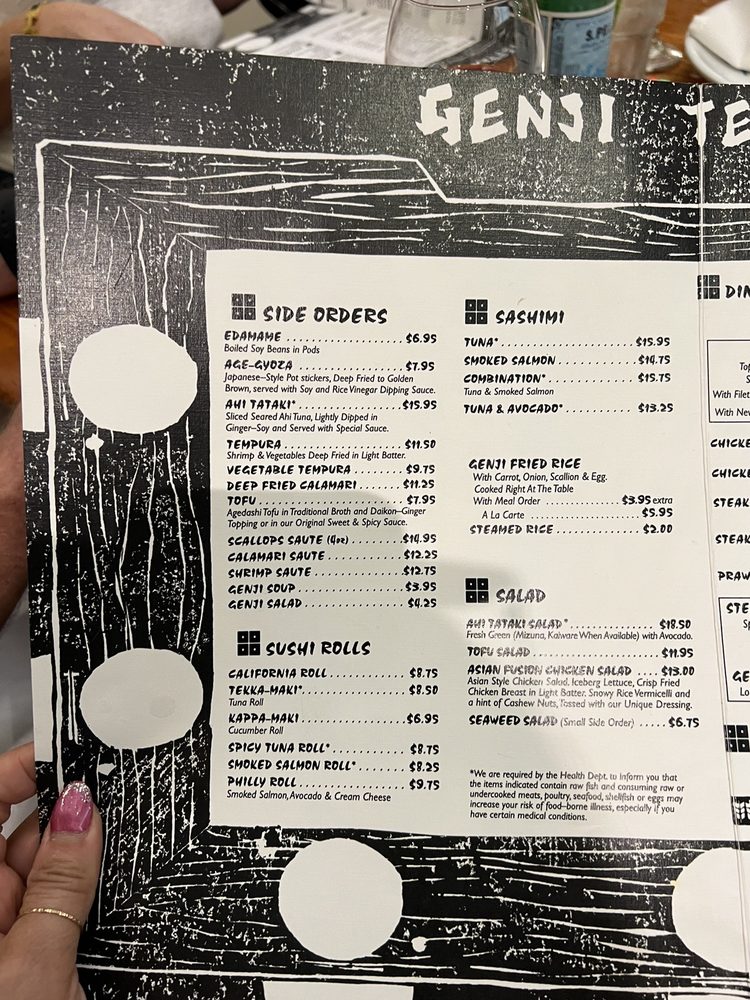 S.PE
GENJI TE
SIDE ORDERS
EDAMAME ........................ $6.95
Boiled Soy Beans in Pods
AGE-GYOZA ...................... $7.95
Japanese-Style Pot stickers, Deep Fried to Golden
Brown, served with Soy and Rice Vinegar Dipping Sauce.
AHI TATAKI* ..................... $15.95
Sliced Seared Ahi Tuna, Lightly Dipped in
Ginger-Soy and Served with Special Sauce.
TEMPURA ........................ $11.50
Shrimp & Vegetables Deep Fried in Light Batter.
VEGETABLE TEMPURA ........... $9.75
DEEP FRIED CALAMARI .......... $11.25
TOFU ............................ $7.95
Agedashi Tofu in Traditional Broth and Daikon-Ginger
Topping or in our Original Sweet & Spicy Sauce.
SCALLOPS SAUTE (4oz) ........... $14.95
CALAMARI SAUTE ................ $12.25
SHRIMP SAUTE ................... $12.75
GENJI SOUP ...................... $3.95
GENJI SALAD ..................... $4.25
SUSHI ROLLS
CALIFORNIA ROLL ............... $8.75
TEKKA-MAKI* ................... $8.50
Tuna Roll
KAPPA-MAKI .................... $6.95
Cucumber Roll
SPICY TUNA ROLL* ............. $8.75
SMOKED SALMON ROLL* ........ $8.25
PHILLY ROLL .................... $9.75
Smoked Salmon, Avocado & Cream Cheese
SASHIMI
TUNA* .......................... $15.95
SMOKED SALMON ............... $14.75
COMBINATION* ................. $15.75
Tuna & Smoked Salmon
TUNA & AVOCADO* ............. $13.25
GENJI FRIED RICE
With Carrot, Onion, Scallion & Egg.
Cooked Right At The Table
With Meal Order .................. $3.95 extra
A La Carte ........................ $5.95
STEAMED RICE .................. $2.00
SALAD
AHI TATAKI SALAD* ............. $18.50
Fresh Green (Mizuna, Kaiware When Available) with Avocado.
TOFU SALAD ..................... $11.95
ASIAN FUSION CHICKEN SALAD .... $13.00
Asian Style Chicken Salad. Iceberg Lettuce, Crisp Fried
Chicken Breast in Light Batter. Snowy Rice Vermicelli and
a hint of Cashew Nuts, Tossed with our Unique Dressing.
SEAWEED SALAD (Small Side Order) ..... $6.75
*We are required by the Health Dept. to inform you that
the items indicated contain raw fish and consuming raw or
undercooked meats, poultry, seafood, shellfish or eggs may
increase your risk of food-borne illness, especially if you
have certain medical conditions.
DIN
Top
With Filet
With New
CHICKE
CHICKE
STEAK
STEAK
PRAW
STE
Sp
GE
Lo